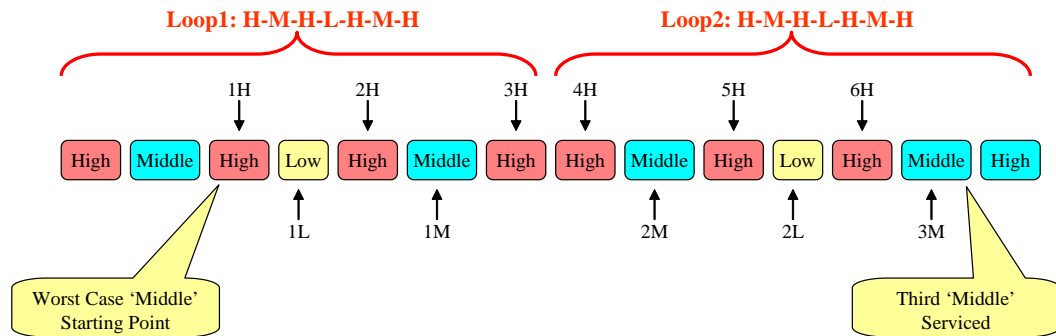 Loop1: H-M-H-L-H-M-H
Loop2: H-M-H-L-H-M-H
1H
2H
3H
4H
5H
6H
High
Middle
High
Low
High
Middle
High
High
Middle
High
Low
High
Middle
High
1L
1M
2M
2L
3M
Worst Case ‘Middle’
Starting Point
Third ‘Middle’
Serviced